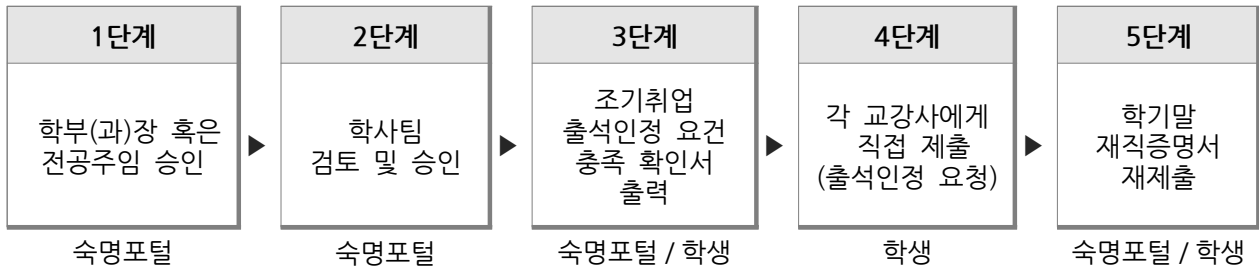 1단계
학부(과)장 혹은
전공주임 승인
숙명포털
2단계
학사팀
검토 및 승인
숙명포털
3단계
조기취업
출석인정 요건
충족 확인서
출력
숙명포털 / 학생
4단계
각 교강사에게
직접 제출
(출석인정 요청)
학생
5단계
학기말
재직증명서
재제출
숙명포털 / 학생